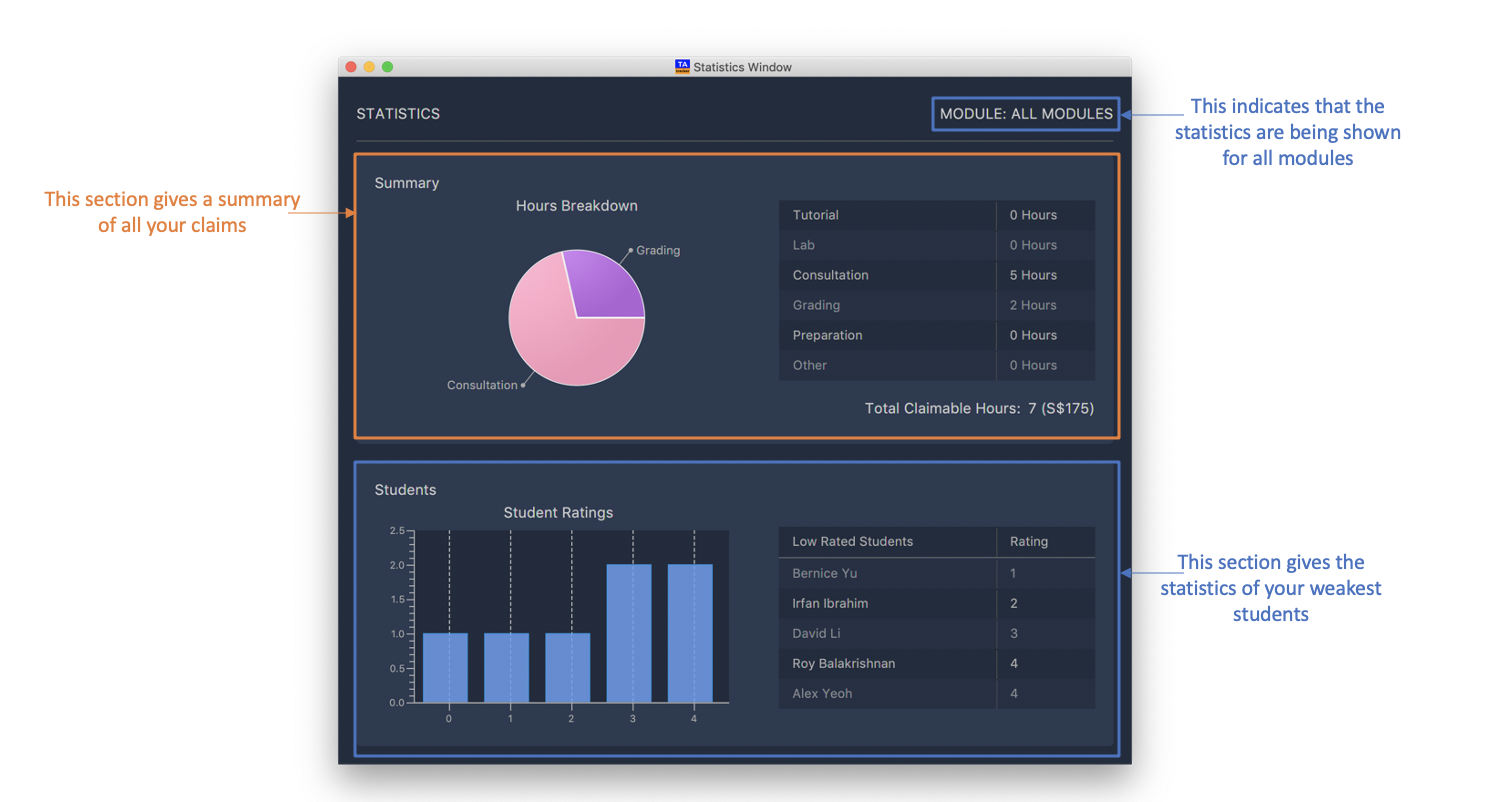 TA
Statistics Window
STATISTICS
MODULE: ALL MODULES
This indicates that the
statistics are being shown
for all modules
This section gives a summary
of all your claims
Summary
Hours Breakdown
Grading
Consultation
Tutorial 0 Hours
Lab 0 Hours
Consultation 5 Hours
Grading 2 Hours
Preparation 0 Hours
Other 0 Hours
Total Claimable Hours: 7 (S$175)
Students
Student Ratings
2.5
2.0
1.5
1.0
0.5
0.0
0 1 2 3 4
Low Rated Students Rating
Bernice Yu 1
Irfan Ibrahim 2
David Li 3
Roy Balakrishnan 4
Alex Yeoh 4
This section gives the
statistics of your weakest
students